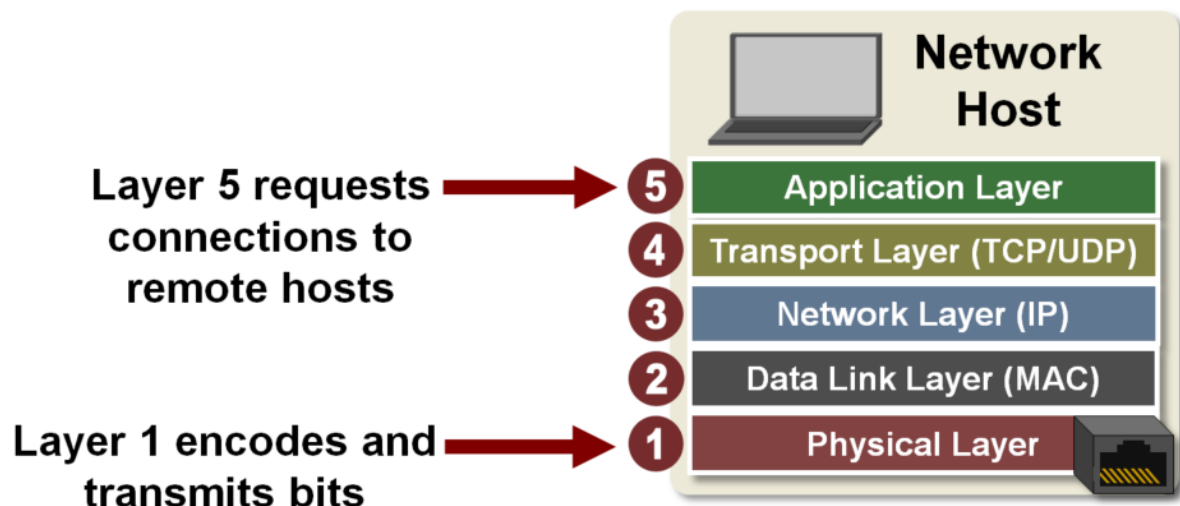 Network
Host
Layer 5 requests
connections to
remote hosts
5 Application Layer
4 Transport Layer (TCP/UDP)
3 Network Layer (IP)
2 Data Link Layer (MAC)
Layer 1 encodes and
transmits bits
1 Physical Layer